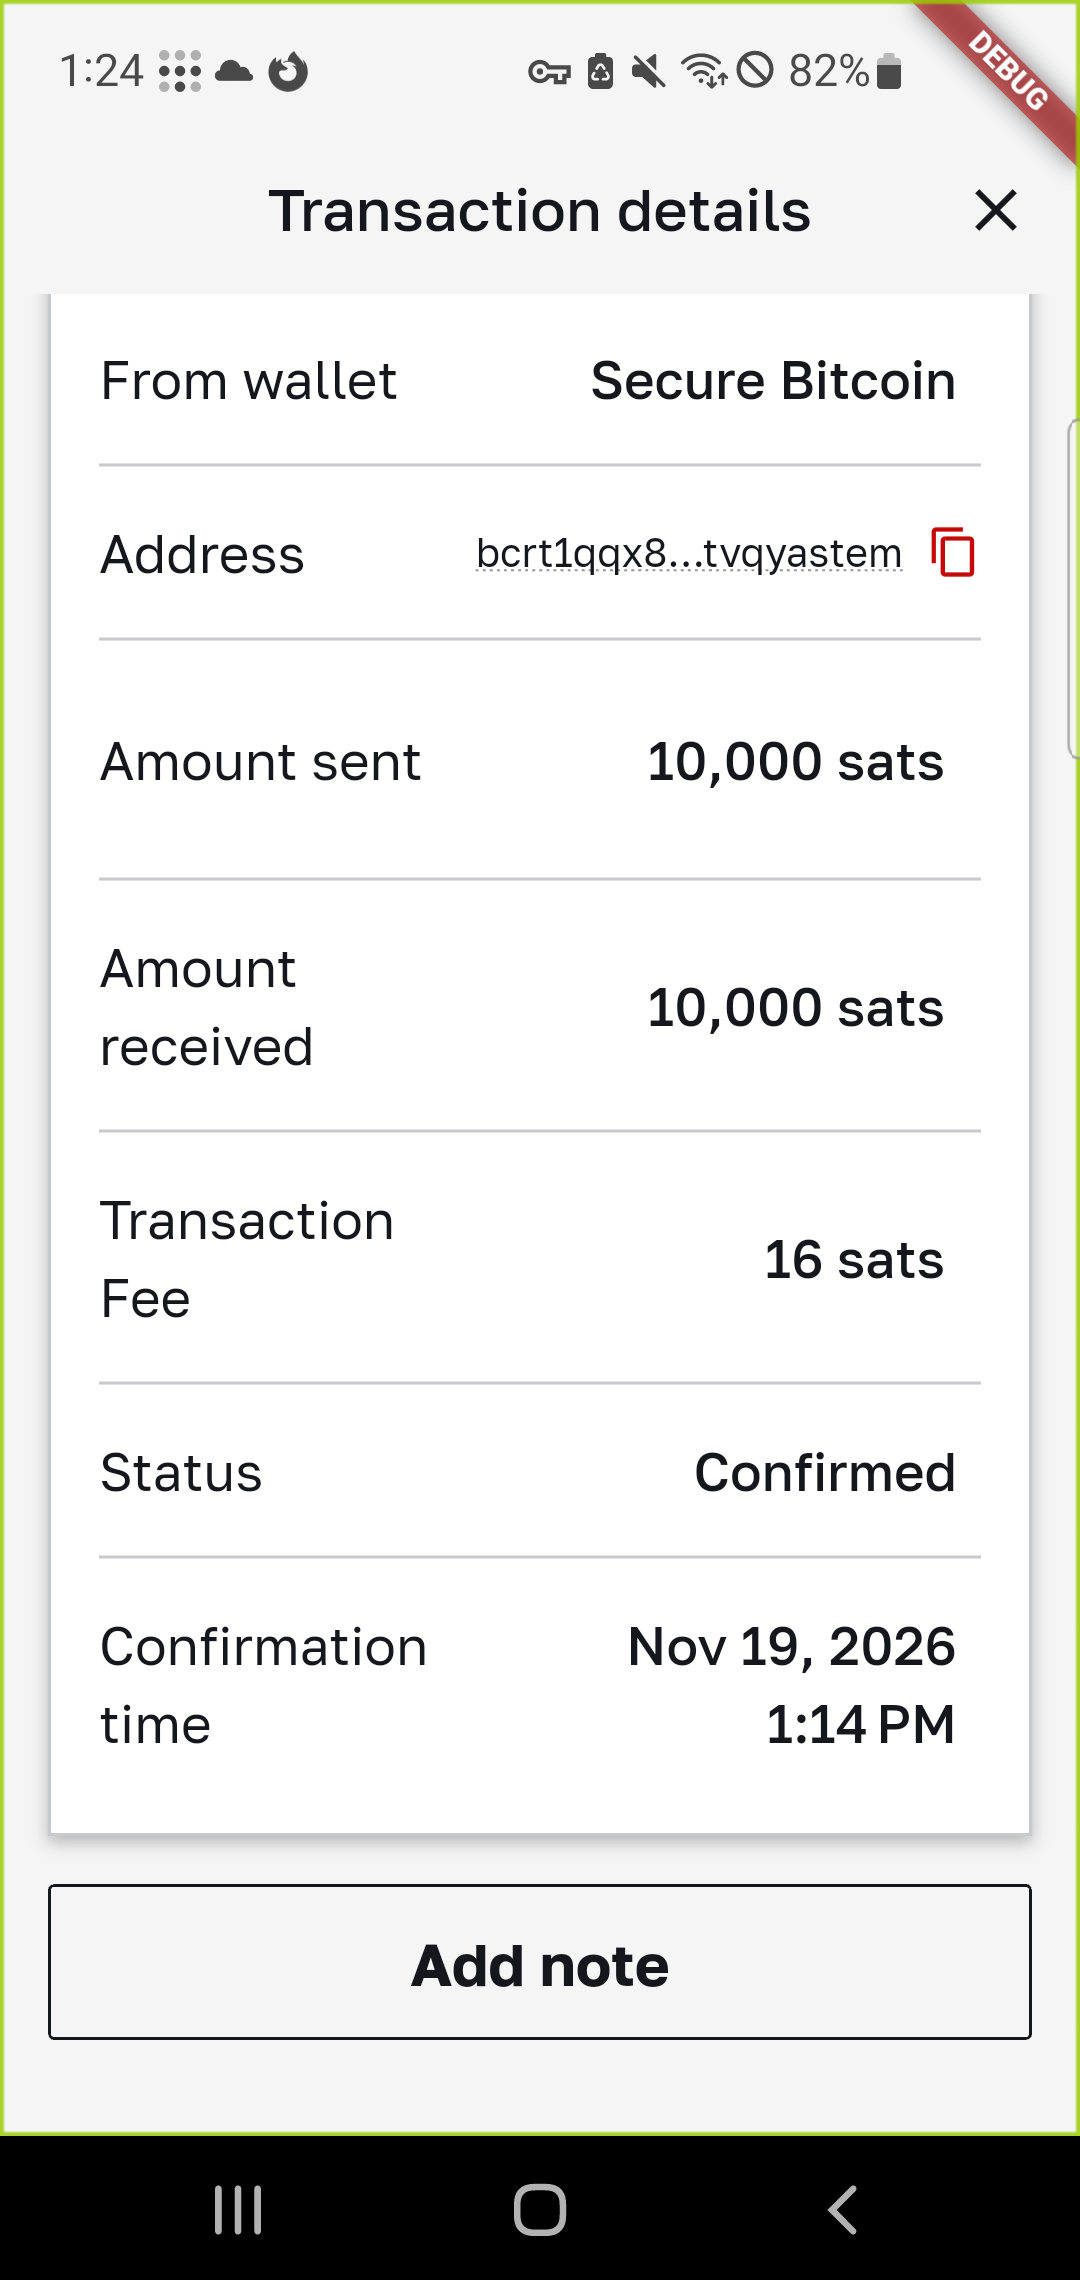 1:24 82%
DEBUG
Transaction details
From wallet Secure Bitcoin
Address bcrt1qqx8...tvqyastem
Amount sent 10,000 sats
Amount
received 10,000 sats
Transaction
Fee 16 sats
Status Confirmed
Confirmation Nov 19, 2026
time 1:14 PM
Add note